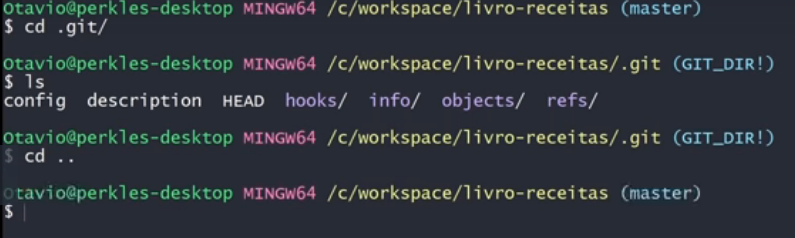 Otavio@perkles-desktop MINGW64 /c/workspace/livro-receitas (master)
$ cd .git/
Otavio@perkles-desktop MINGW64 /c/workspace/livro-receitas/.git (GIT_DIR!)
$ ls
config description HEAD hooks/ info/ objects/ refs/
Otavio@perkles-desktop MINGW64 /c/workspace/livro-receitas/.git (GIT_DIR!)
$ cd ..
Otavio@perkles-desktop MINGW64 /c/workspace/livro-receitas (master)
$